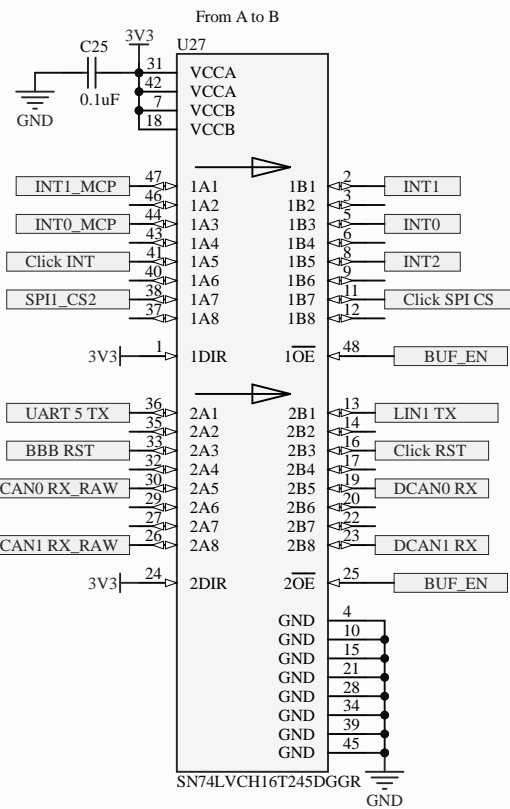 From A to B
3V3 U27
C25
0.1uF
GND
31 VCCA
42 VCCA
7 VCCB
18 VCCB
INT1_MCP 47 1A1 1B1 2 INT1
46 1A2 1B2 3
INT0_MCP 44 1A3 1B3 5 INT0
43 1A4 1B4 6
Click INT 41 1A5 1B5 8 INT2
40 1A6 1B6 9
SPI1_CS2 38 1A7 1B7 11 Click SPI CS
37 1A8 1B8 12
3V3 1 1DIR 1OE 48 BUF_EN
UART 5 TX 36 2A1 2B1 13 LIN1 TX
35 2A2 2B2 14
BBB RST 33 2A3 2B3 16 Click RST
32 2A4 2B4 17
CAN0 RX_RAW 30 2A5 2B5 19 DCAN0 RX
29 2A6 2B6 20
27 2A7 2B7 22
CAN1 RX_RAW 26 2A8 2B8 23 DCAN1 RX
3V3 24 2DIR 2OE 25 BUF_EN
GND 4
GND 10
GND 15
GND 21
GND 28
GND 34
GND 39
GND 45
SN74LVCH16T245DGGR
GND